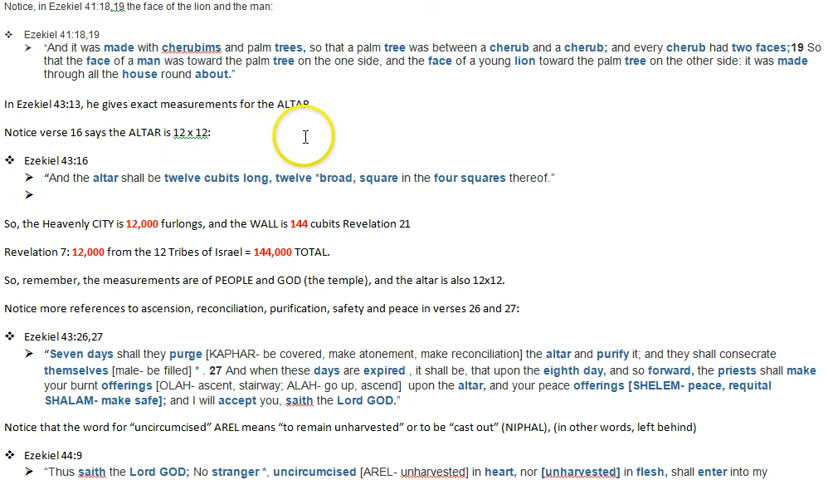 Notice, in Ezekiel 41:18,19 the face of the lion and the man:
❖ Ezekiel 41:18,19
➢ “And it was made with cherubims and palm trees, so that a palm tree was between a cherub and a cherub; and every cherub had two faces;19 So
that the face of a man was toward the palm tree on the one side, and the face of a young lion toward the palm tree on the other side: it was made
through all the house round about.”
In Ezekiel 43:13, he gives exact measurements for the ALTAR.
Notice verse 16 says the ALTAR is 12 x 12:
❖ Ezekiel 43:16
➢ “And the altar shall be twelve cubits long, twelve *broad, square in the four squares thereof.”
➢
So, the Heavenly CITY is 12,000 furlongs, and the WALL is 144 cubits Revelation 21
Revelation 7: 12,000 from the 12 Tribes of Israel = 144,000 TOTAL.
So, remember, the measurements are of PEOPLE and GOD (the temple), and the altar is also 12x12.
Notice more references to ascension, reconciliation, purification, safety and peace in verses 26 and 27:
❖ Ezekiel 43:26,27
➢ “Seven days shall they purge [KAPHAR- be covered, make atonement, make reconciliation] the altar and purify it; and they shall consecrate
themselves [male- be filled] * . 27 And when these days are expired , it shall be, that upon the eighth day, and so forward, the priests shall make
your burnt offerings [OLAH- ascent, stairway; ALAH- go up, ascend] upon the altar, and your peace offerings [SHELEM- peace, requital
SHALAM- make safe]; and I will accept you, saith the Lord GOD.”
Notice that the word for “uncircumcised” AREL means “to remain unharvested” or to be “cast out” (NIPHAL), (in other words, left behind)
❖ Ezekiel 44:9
➢ “Thus saith the Lord GOD; No stranger *, uncircumcised [AREL- unharvested] in heart, nor [unharvested] in flesh, shall enter into my